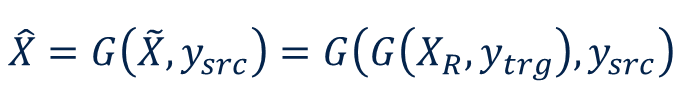 X̂ = G(X̃, y_src) = G(G(X_R, y_trg), y_src)